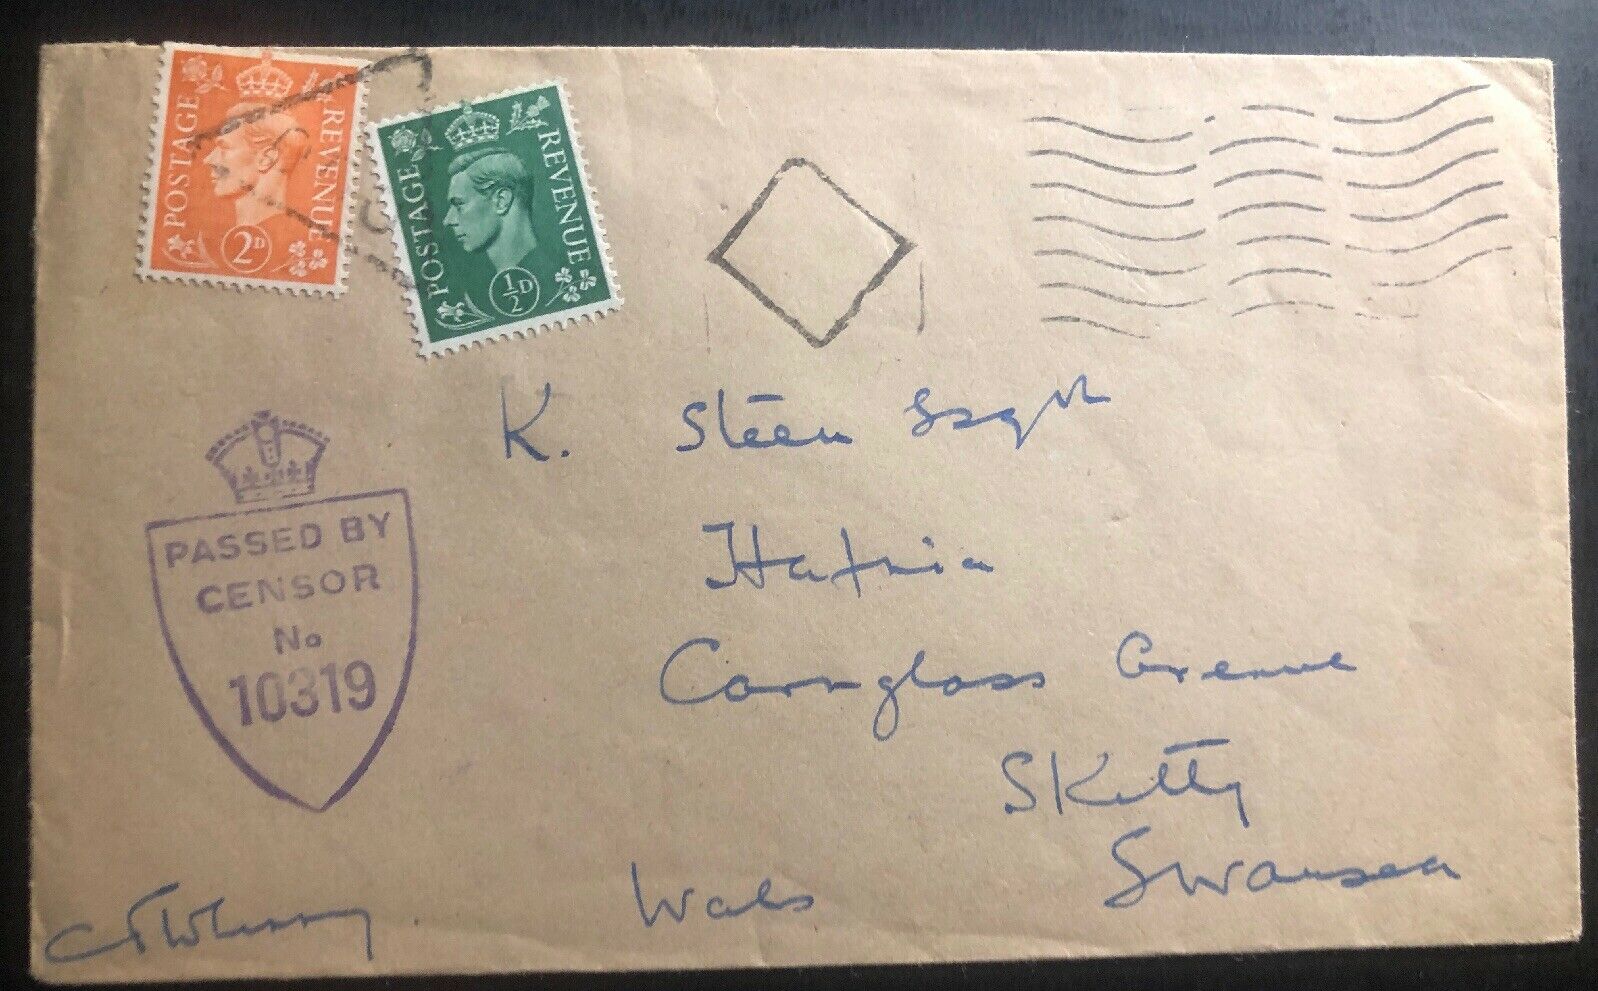 POSTAGE REVENUE
2D
POSTAGE REVENUE
½D
K. Steen Esqr
Hafnia
Carnglass Avenue
SKetty
Swansea
Wales
PASSED BY
CENSOR
No
10319